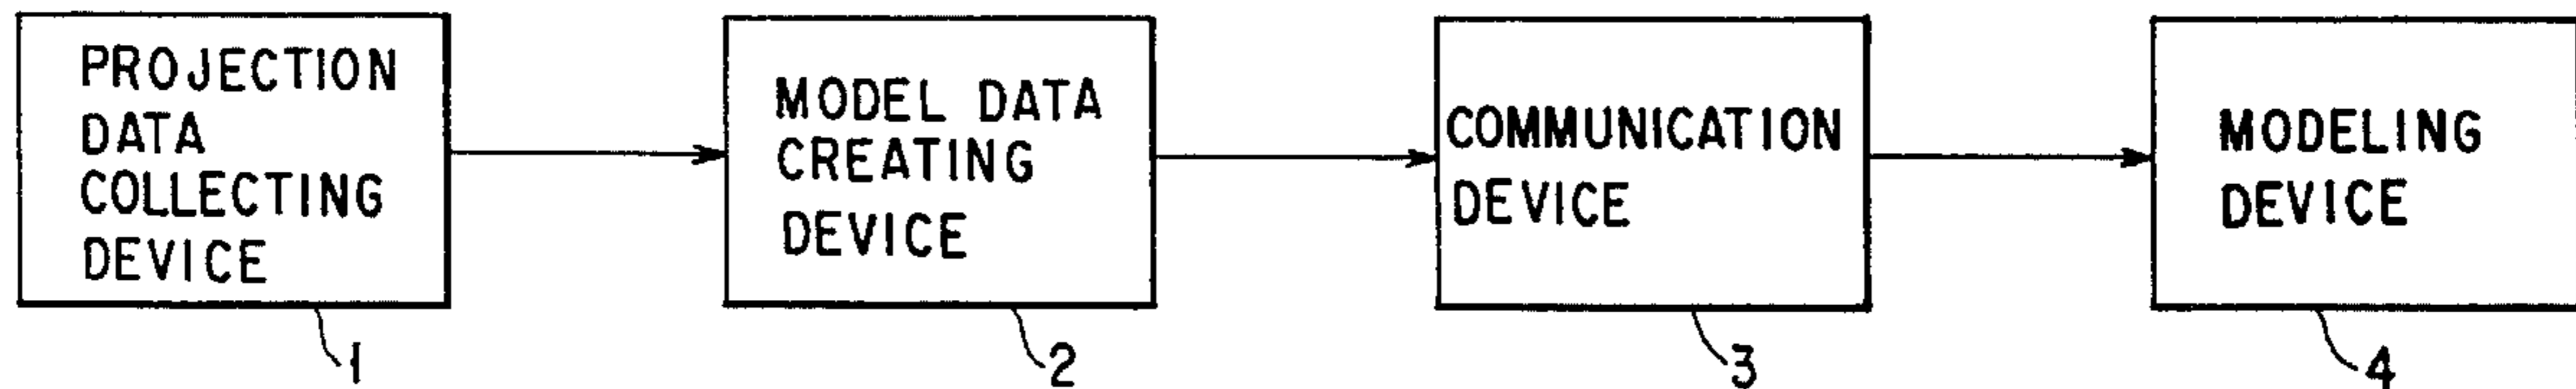 PROJECTION
DATA
COLLECTING
DEVICE
1
MODEL DATA
CREATING
DEVICE
2
COMMUNICATION
DEVICE
3
MODELING
DEVICE
4